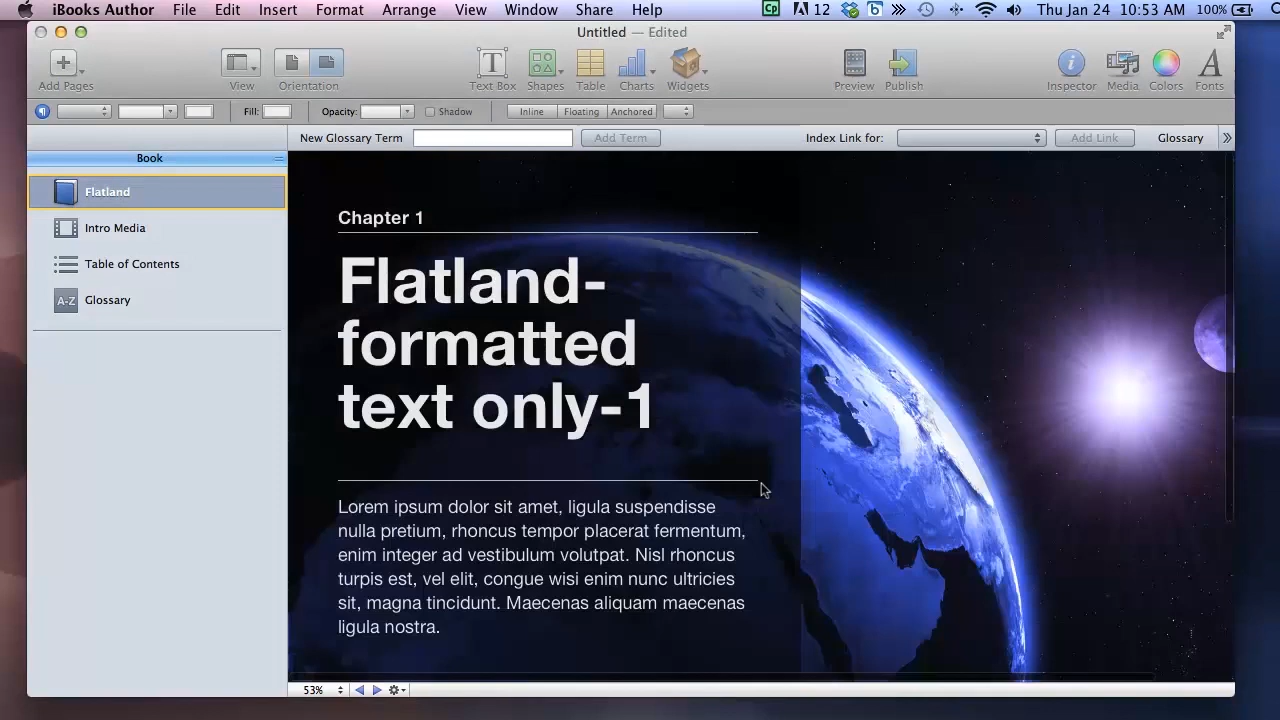 iBooks Author File Edit Insert Format Arrange View Window Share Help 12 Thu Jan 24 10:53 AM 100%
Untitled — Edited
Add Pages View Orientation T Text Box Shapes Table Charts Widgets Preview Publish i Inspector Media Colors A Fonts
Fill: Opacity: Shadow Inline Floating Anchored
New Glossary Term Add Term Index Link for: Add Link Glossary
Book
Flatland
Intro Media
Table of Contents
A-Z Glossary
Chapter 1
Flatland-
formatted
text only-1
Lorem ipsum dolor sit amet, ligula suspendisse
nulla pretium, rhoncus tempor placerat fermentum,
enim integer ad vestibulum volutpat. Nisl rhoncus
turpis est, vel elit, congue wisi enim nunc ultricies
sit, magna tincidunt. Maecenas aliquam maecenas
ligula nostra.
53%